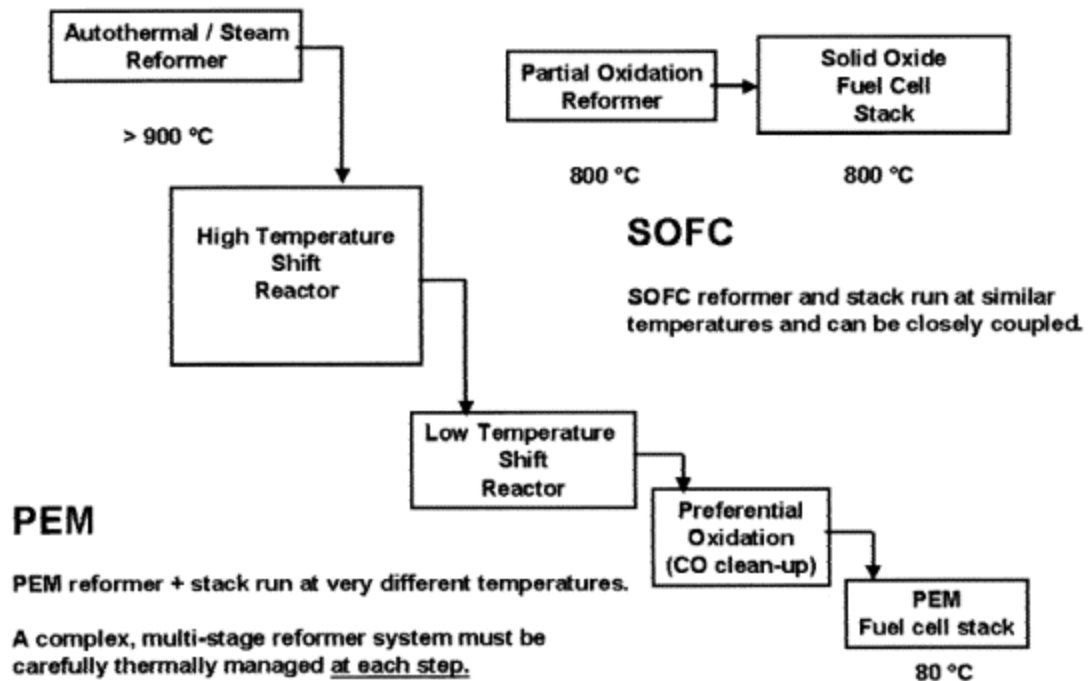 Autothermal / Steam
Reformer
> 900 °C
High Temperature
Shift
Reactor
Low Temperature
Shift
Reactor
Preferential
Oxidation
(CO clean-up)
PEM
Fuel cell stack
80 °C
Partial Oxidation
Reformer
800 °C
Solid Oxide
Fuel Cell
Stack
800 °C
SOFC
SOFC reformer and stack run at similar
temperatures and can be closely coupled.
PEM
PEM reformer + stack run at very different temperatures.
A complex, multi-stage reformer system must be
carefully thermally managed at each step.